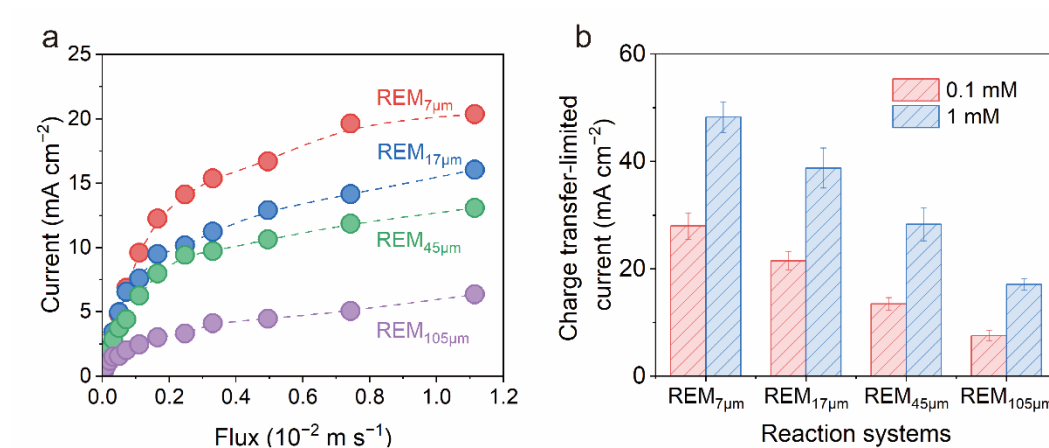 a
25
20
15
10
5
0
Current (mA cm⁻²)
REM₇μm
REM₁₇μm
REM₄₅μm
REM₁₀₅μm
0.0 0.2 0.4 0.6 0.8 1.0 1.2
Flux (10⁻² m s⁻¹)
b
60
40
20
0
Charge transfer-limited
current (mA cm⁻²)
0.1 mM
1 mM
REM₇μm REM₁₇μm REM₄₅μm REM₁₀₅μm
Reaction systems